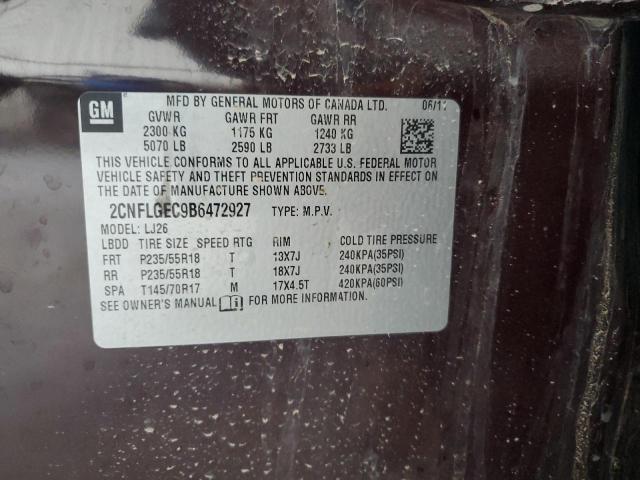 GM
MFD BY GENERAL MOTORS OF CANADA LTD. 06/11
GVWR GAWR FRT GAWR RR
2300 KG 1175 KG 1240 KG
5070 LB 2590 LB 2733 LB
THIS VEHICLE CONFORMS TO ALL APPLICABLE U.S. FEDERAL MOTOR
VEHICLE SAFETY AND THEFT PREVENTION STANDARDS IN EFFECT ON
THE DATE OF MANUFACTURE SHOWN ABOVE.
2CNFLGEC9B6472927 TYPE: M.P.V.
MODEL: LJ26
LBDD TIRE SIZE SPEED RTG RIM COLD TIRE PRESSURE
FRT P235/55R18 T 18X7J 240KPA(35PSI)
RR P235/55R18 T 18X7J 240KPA(35PSI)
SPA T145/70R17 M 17X4.5T 420KPA(60PSI)
SEE OWNER'S MANUAL FOR MORE INFORMATION.